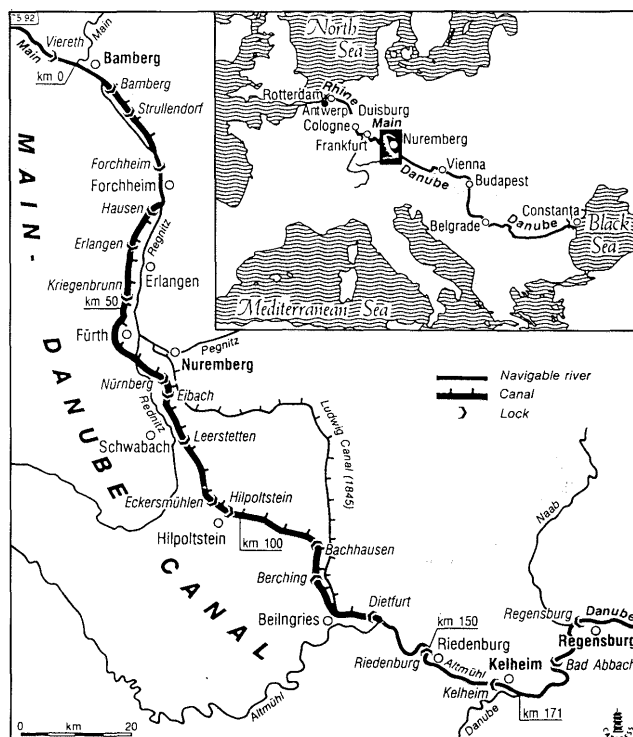 5.92
Viereth
Main
Main
km 0
Bamberg
Bamberg
Strullendorf
Forchheim
Forchheim
Hausen
Regnitz
Erlangen
Erlangen
Kriegenbrunn
km 50
Fürth
Pegnitz
Nuremberg
Nürnberg
Eibach
Rednitz
Leerstetten
Schwabach
Ludwig Canal (1845)
Eckersmühlen
Hilpoltstein
Hilpoltstein
km 100
Bachhausen
Berching
Beilngries
Dietfurt
km 150
Riedenburg
Riedenburg
Altmühl
Altmühl
Kelheim
Kelheim
Danube
km 171
Naab
Regensburg
Danube
Regensburg
Bad Abbach
MAIN-
DANUBE
CANAL
0 km 20
North
Sea
Rhine
Rotterdam
Antwerp
Duisburg
Cologne
Main
Frankfurt
Nuremberg
Danube
Vienna
Budapest
Belgrade
Danube
Constanta
Black
Sea
Mediterranean Sea
Navigable river
Canal
Lock